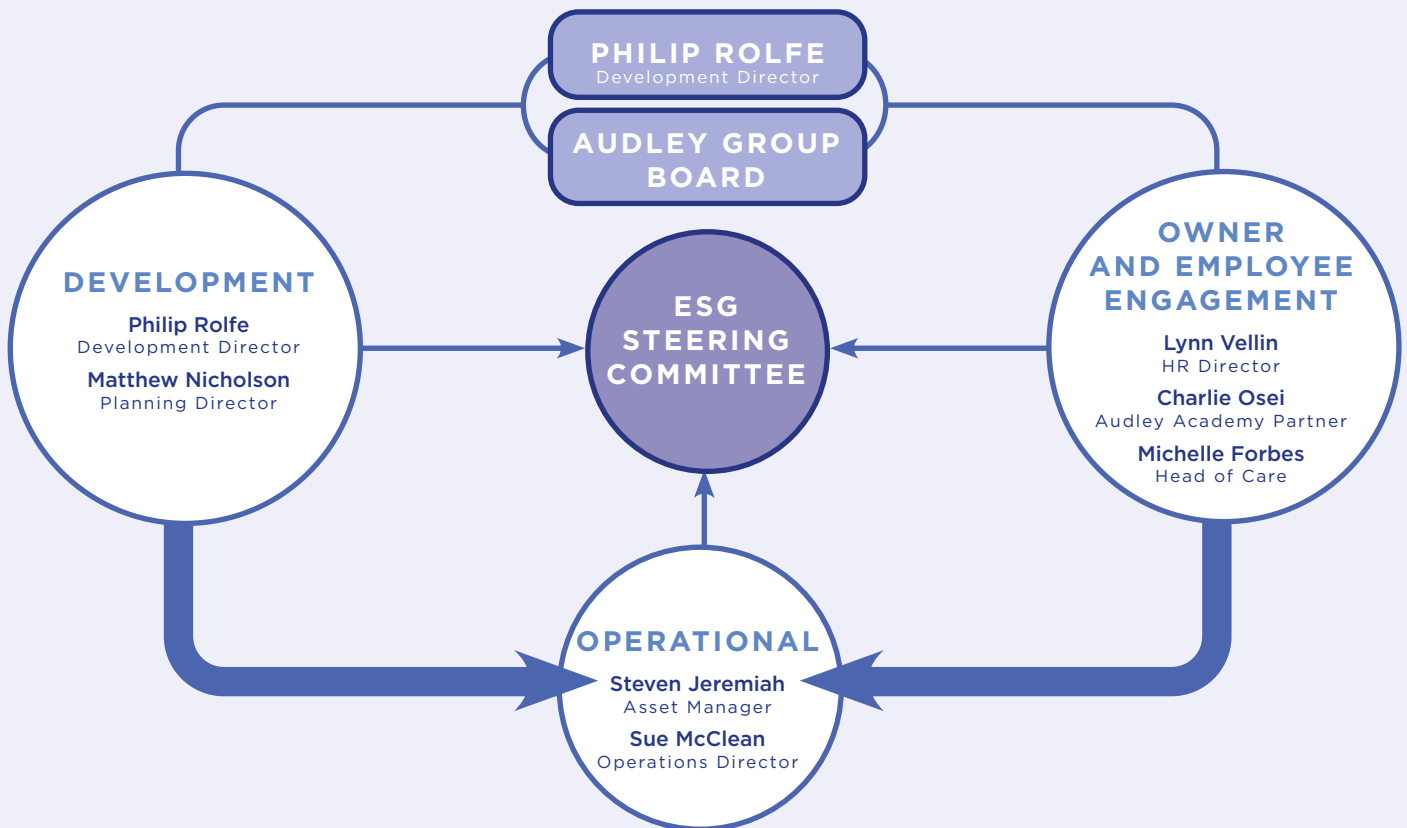 PHILIP ROLFE
Development Director
AUDLEY GROUP
BOARD
DEVELOPMENT
Philip Rolfe
Development Director
Matthew Nicholson
Planning Director
ESG
STEERING
COMMITTEE
OWNER
AND EMPLOYEE
ENGAGEMENT
Lynn Vellin
HR Director
Charlie Osei
Audley Academy Partner
Michelle Forbes
Head of Care
OPERATIONAL
Steven Jeremiah
Asset Manager
Sue McClean
Operations Director